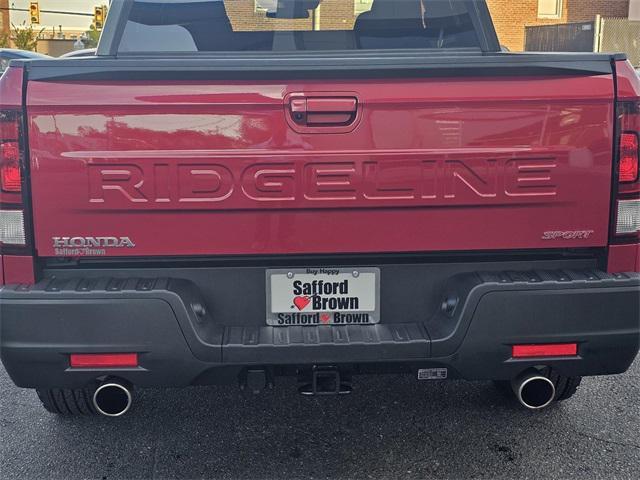 RIDGELINE
HONDA
Safford Brown
SPORT
Buy Happy
Safford
Brown
Safford Brown